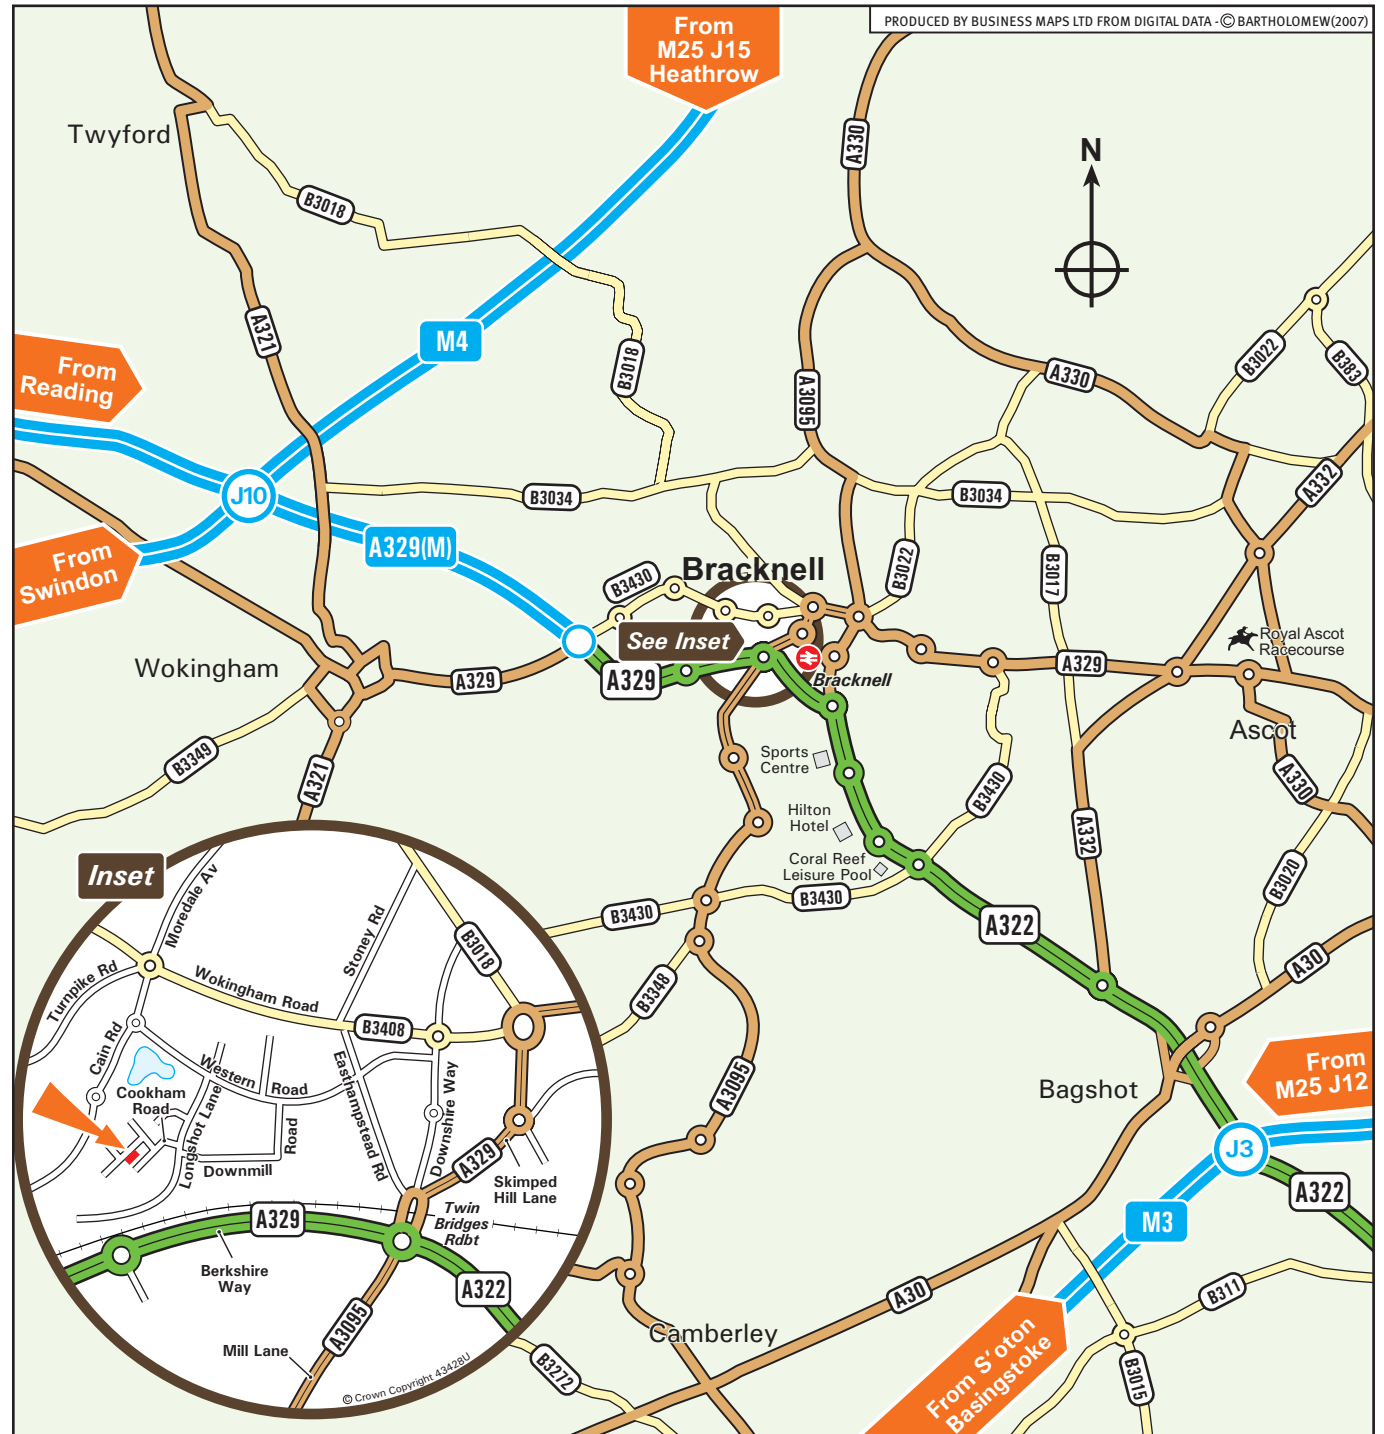 PRODUCED BY BUSINESS MAPS LTD FROM DIGITAL DATA - © BARTHOLOMEW(2007)
From
M25 J15
Heathrow
Twyford
A330
N
B3018
A321
M4
B3018
B3022
B383
From
Reading
A330
A3095
J10
B3034
B3034
A332
A329(M)
From
Swindon
B3430
Bracknell
B3022
B3017
See Inset
Royal Ascot
Racecourse
Wokingham
A329
A329
A329
Bracknell
Ascot
B3349
A321
Sports
Centre
A330
B3430
Hilton
Hotel
A332
Coral Reef
Leisure Pool
B3020
B3430
B3430
A322
A30
B3348
A3095
Bagshot
From
M25 J12
J3
A322
M3
A30
B311
Camberley
From S'oton
Basingstoke
B3015
B3272
Inset
Moredale Av
Stoney Rd
B3018
Turnpike Rd
Wokingham Road
B3408
Cain Rd
Western
Road
Easthampstead Rd
Downshire Way
Cookham
Road
Longshot Lane
Road
Downmill
A329
Skimped
Hill Lane
A329
Twin
Bridges
Rdbt
Berkshire
Way
A322
A3095
Mill Lane
© Crown Copyright 43428U